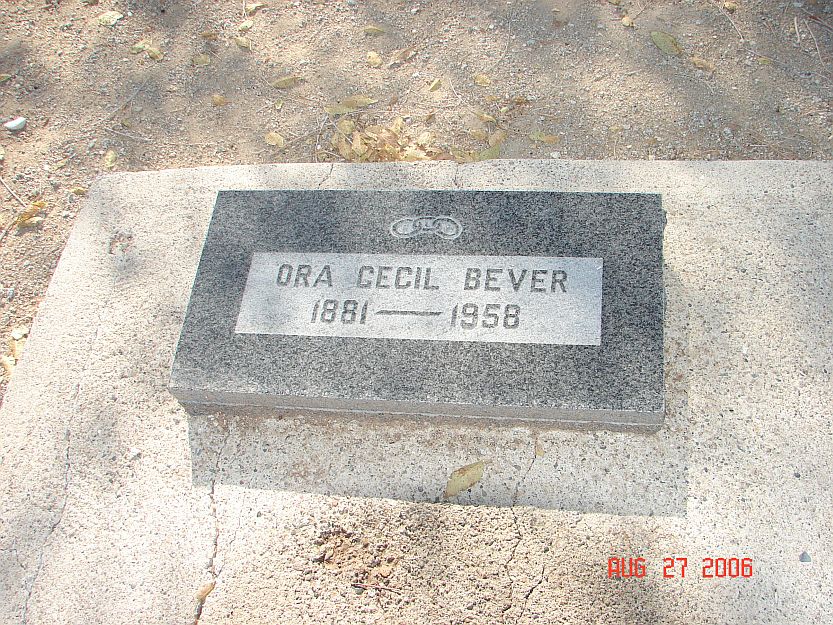 ORA CECIL BEVER
1881 — 1958
AUG 27 2006